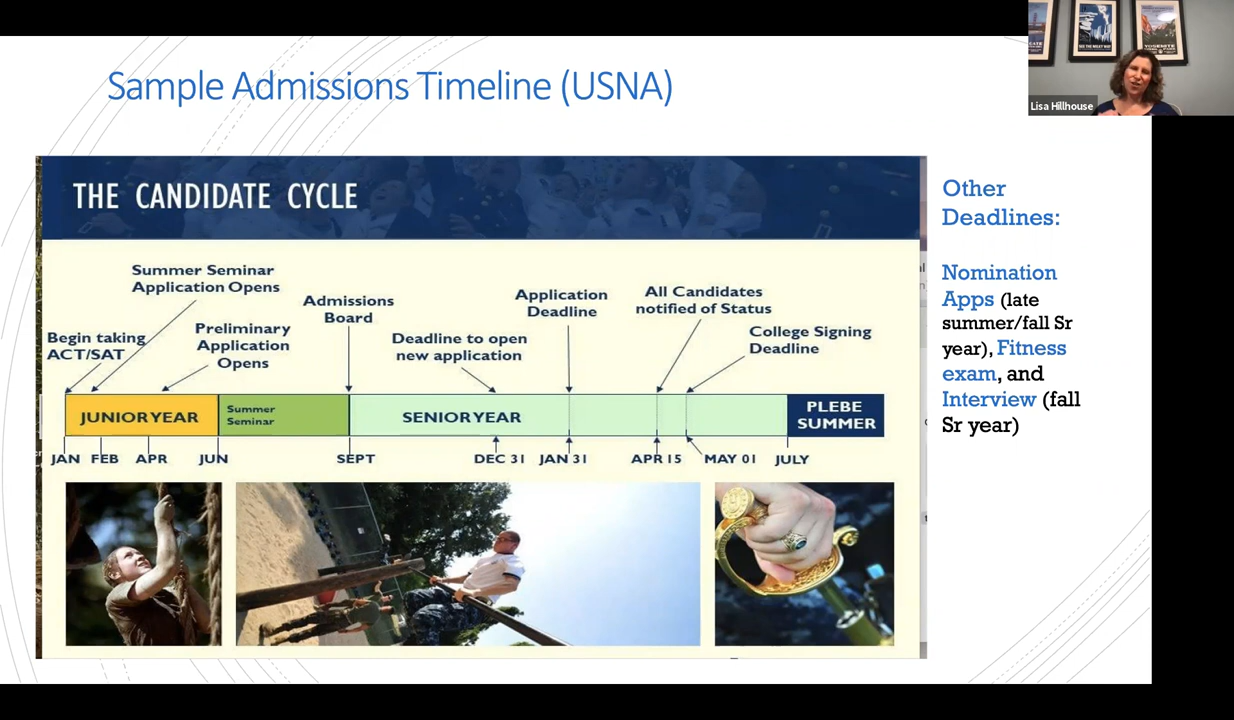 Sample Admissions Timeline (USNA)
Lisa Hillhouse
YOSEMITE
THE CANDIDATE CYCLE
Summer Seminar
Application Opens
Begin taking
ACT/SAT
Preliminary
Application
Opens
Admissions
Board
Deadline to open
new application
Application
Deadline
All Candidates
notified of Status
College Signing
Deadline
JUNIOR YEAR
Summer
Seminar
SENIOR YEAR
PLEBE
SUMMER
JAN FEB APR JUN SEPT DEC 31 JAN 31 APR 15 MAY 01 JULY
Other
Deadlines:
Nomination
Apps (late
summer/fall Sr
year), Fitness
exam, and
Interview (fall
Sr year)